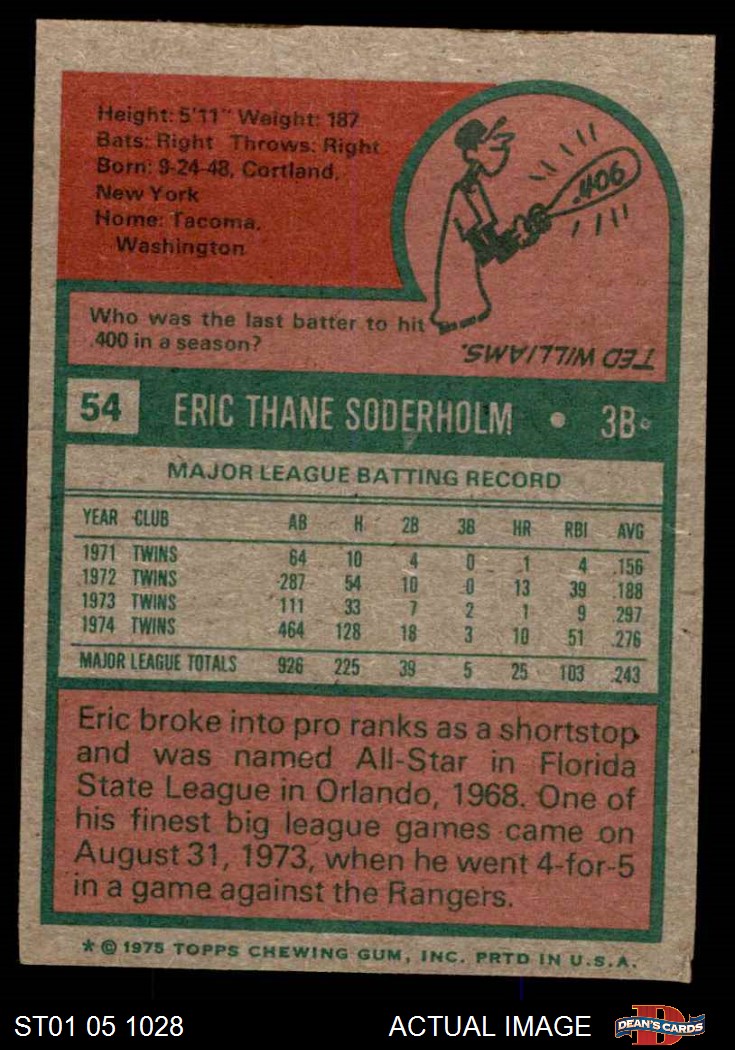 Height: 5'11" Weight: 187
Bats: Right Throws: Right
Born: 9-24-48, Cortland,
New York
Home: Tacoma,
Washington
.406
Who was the last batter to hit
.400 in a season?
TED WILLIAMS.
54 ERIC THANE SODERHOLM • 3B
MAJOR LEAGUE BATTING RECORD
YEAR CLUB AB H 2B 3B HR RBI AVG
1971 TWINS 64 10 4 0 1 4 .156
1972 TWINS 287 54 10 0 13 39 .188
1973 TWINS 111 33 7 2 1 9 .297
1974 TWINS 464 128 18 3 10 51 .276
MAJOR LEAGUE TOTALS 926 225 39 5 25 103 .243
Eric broke into pro ranks as a shortstop
and was named All-Star in Florida
State League in Orlando, 1968. One of
his finest big league games came on
August 31, 1973, when he went 4-for-5
in a game against the Rangers.
* © 1975 TOPPS CHEWING GUM, INC. PRTD IN U.S.A.
ST01 05 1028 ACTUAL IMAGE DEAN'S CARDS